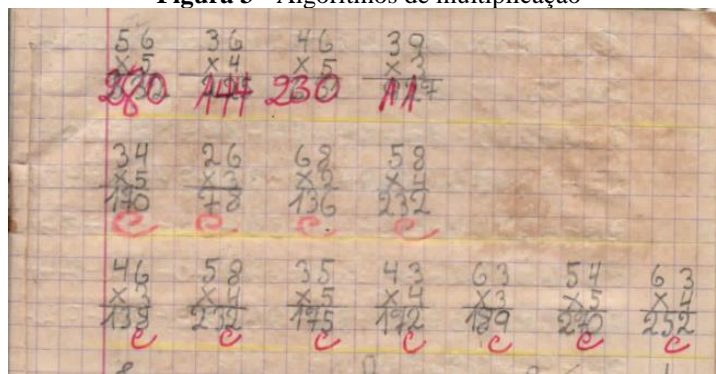 Figura 3 - Algoritmos de multiplicação
56 36 46 39
x5 x4 x5 x3
280 144 230 11
34 26 68 58
x5 x3 x2 x4
170 78 136 232
c c c c
46 58 35 43 63 54 63
x3 x4 x5 x4 x3 x5 x4
138 232 175 172 189 270 252
c c c c c c c